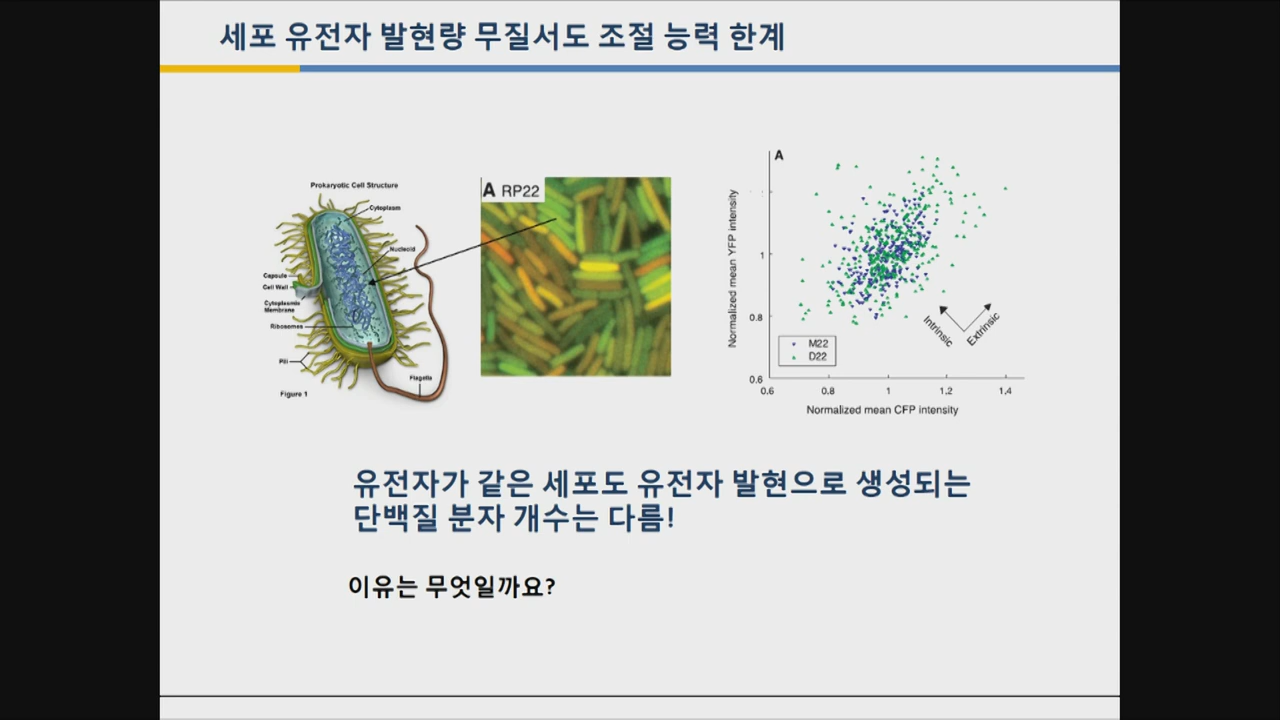 세포 유전자 발현량 무질서도 조절 능력 한계
Prokaryotic Cell Structure
Cytoplasm
Nucleoid
Capsule
Cell Wall
Cytoplasmic
Membrane
Ribosomes
Pili
Flagella
Figure 1
A RP22
A
Normalized mean YFP intensity
1
0.8
0.6
0.6
0.8
1
1.2
1.4
Normalized mean CFP intensity
M22
D22
Intrinsic
Extrinsic
유전자가 같은 세포도 유전자 발현으로 생성되는
단백질 분자 개수는 다름!
이유는 무엇일까요?